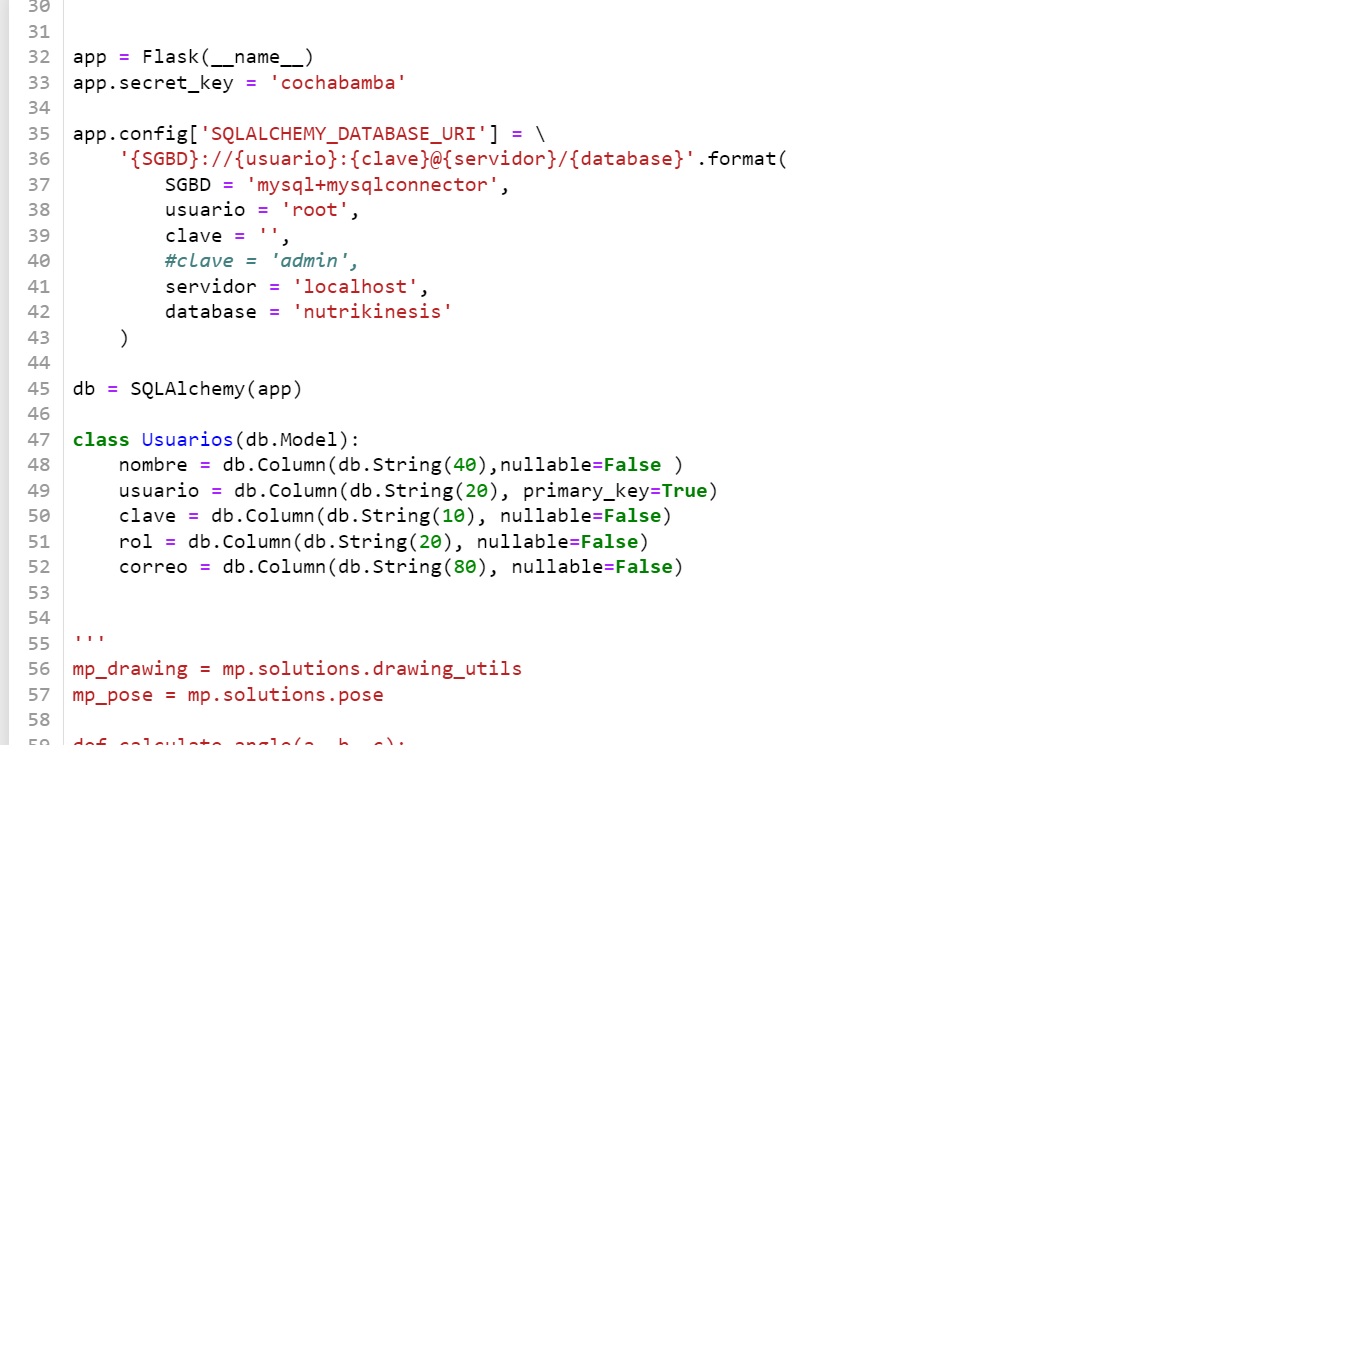 30
31
32 app = Flask(__name__)
33 app.secret_key = 'cochabamba'
34
35 app.config['SQLALCHEMY_DATABASE_URI'] = \
36     '{SGBD}://{usuario}:{clave}@{servidor}/{database}'.format(
37         SGBD = 'mysql+mysqlconnector',
38         usuario = 'root',
39         clave = '',
40         #clave = 'admin',
41         servidor = 'localhost',
42         database = 'nutrikinesis'
43     )
44
45 db = SQLAlchemy(app)
46
47 class Usuarios(db.Model):
48     nombre = db.Column(db.String(40),nullable=False )
49     usuario = db.Column(db.String(20), primary_key=True)
50     clave = db.Column(db.String(10), nullable=False)
51     rol = db.Column(db.String(20), nullable=False)
52     correo = db.Column(db.String(80), nullable=False)
53
54
55 '''
56 mp_drawing = mp.solutions.drawing_utils
57 mp_pose = mp.solutions.pose
58
59 def calculate_angle(a, b, c):